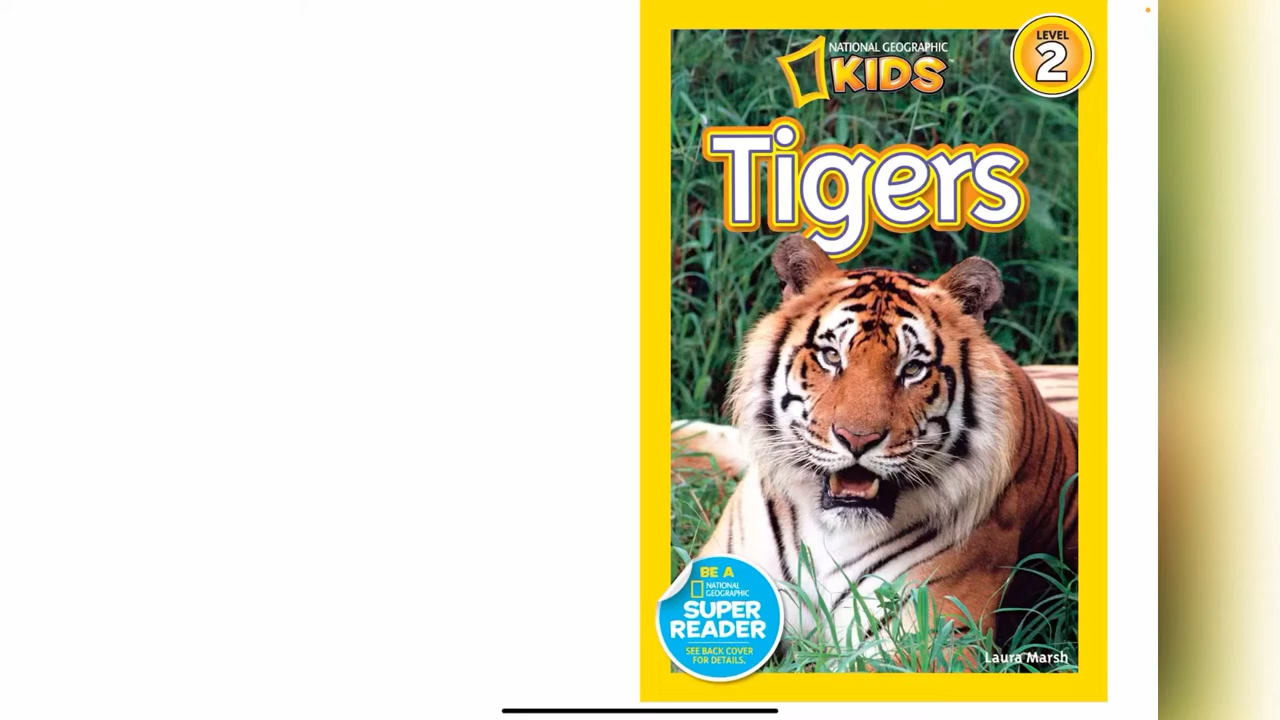 NATIONAL GEOGRAPHIC
KIDS
LEVEL
2
Tigers
BE A
NATIONAL
GEOGRAPHIC
SUPER
READER
SEE BACK COVER
FOR DETAILS.
Laura Marsh